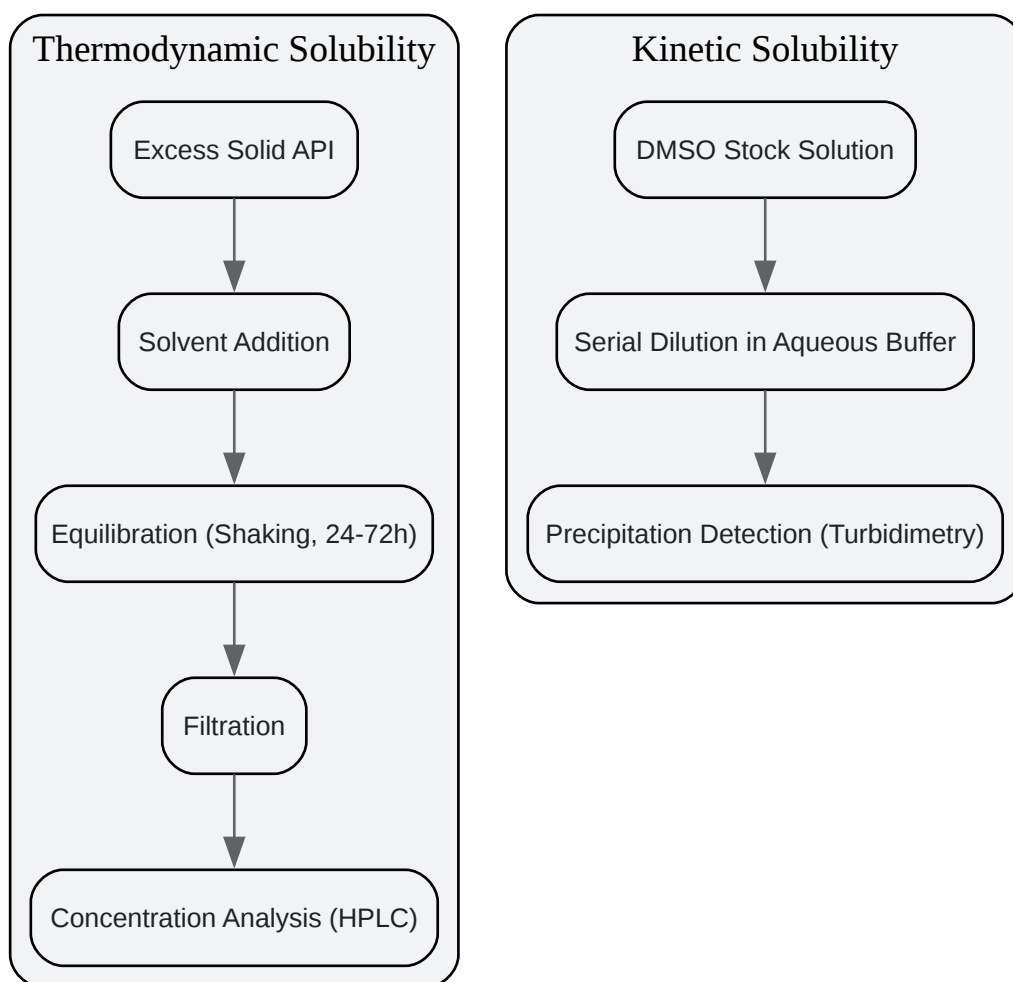 Thermodynamic Solubility
Excess Solid API
Solvent Addition
Equilibration (Shaking, 24-72h)
Filtration
Concentration Analysis (HPLC)
Kinetic Solubility
DMSO Stock Solution
Serial Dilution in Aqueous Buffer
Precipitation Detection (Turbidimetry)